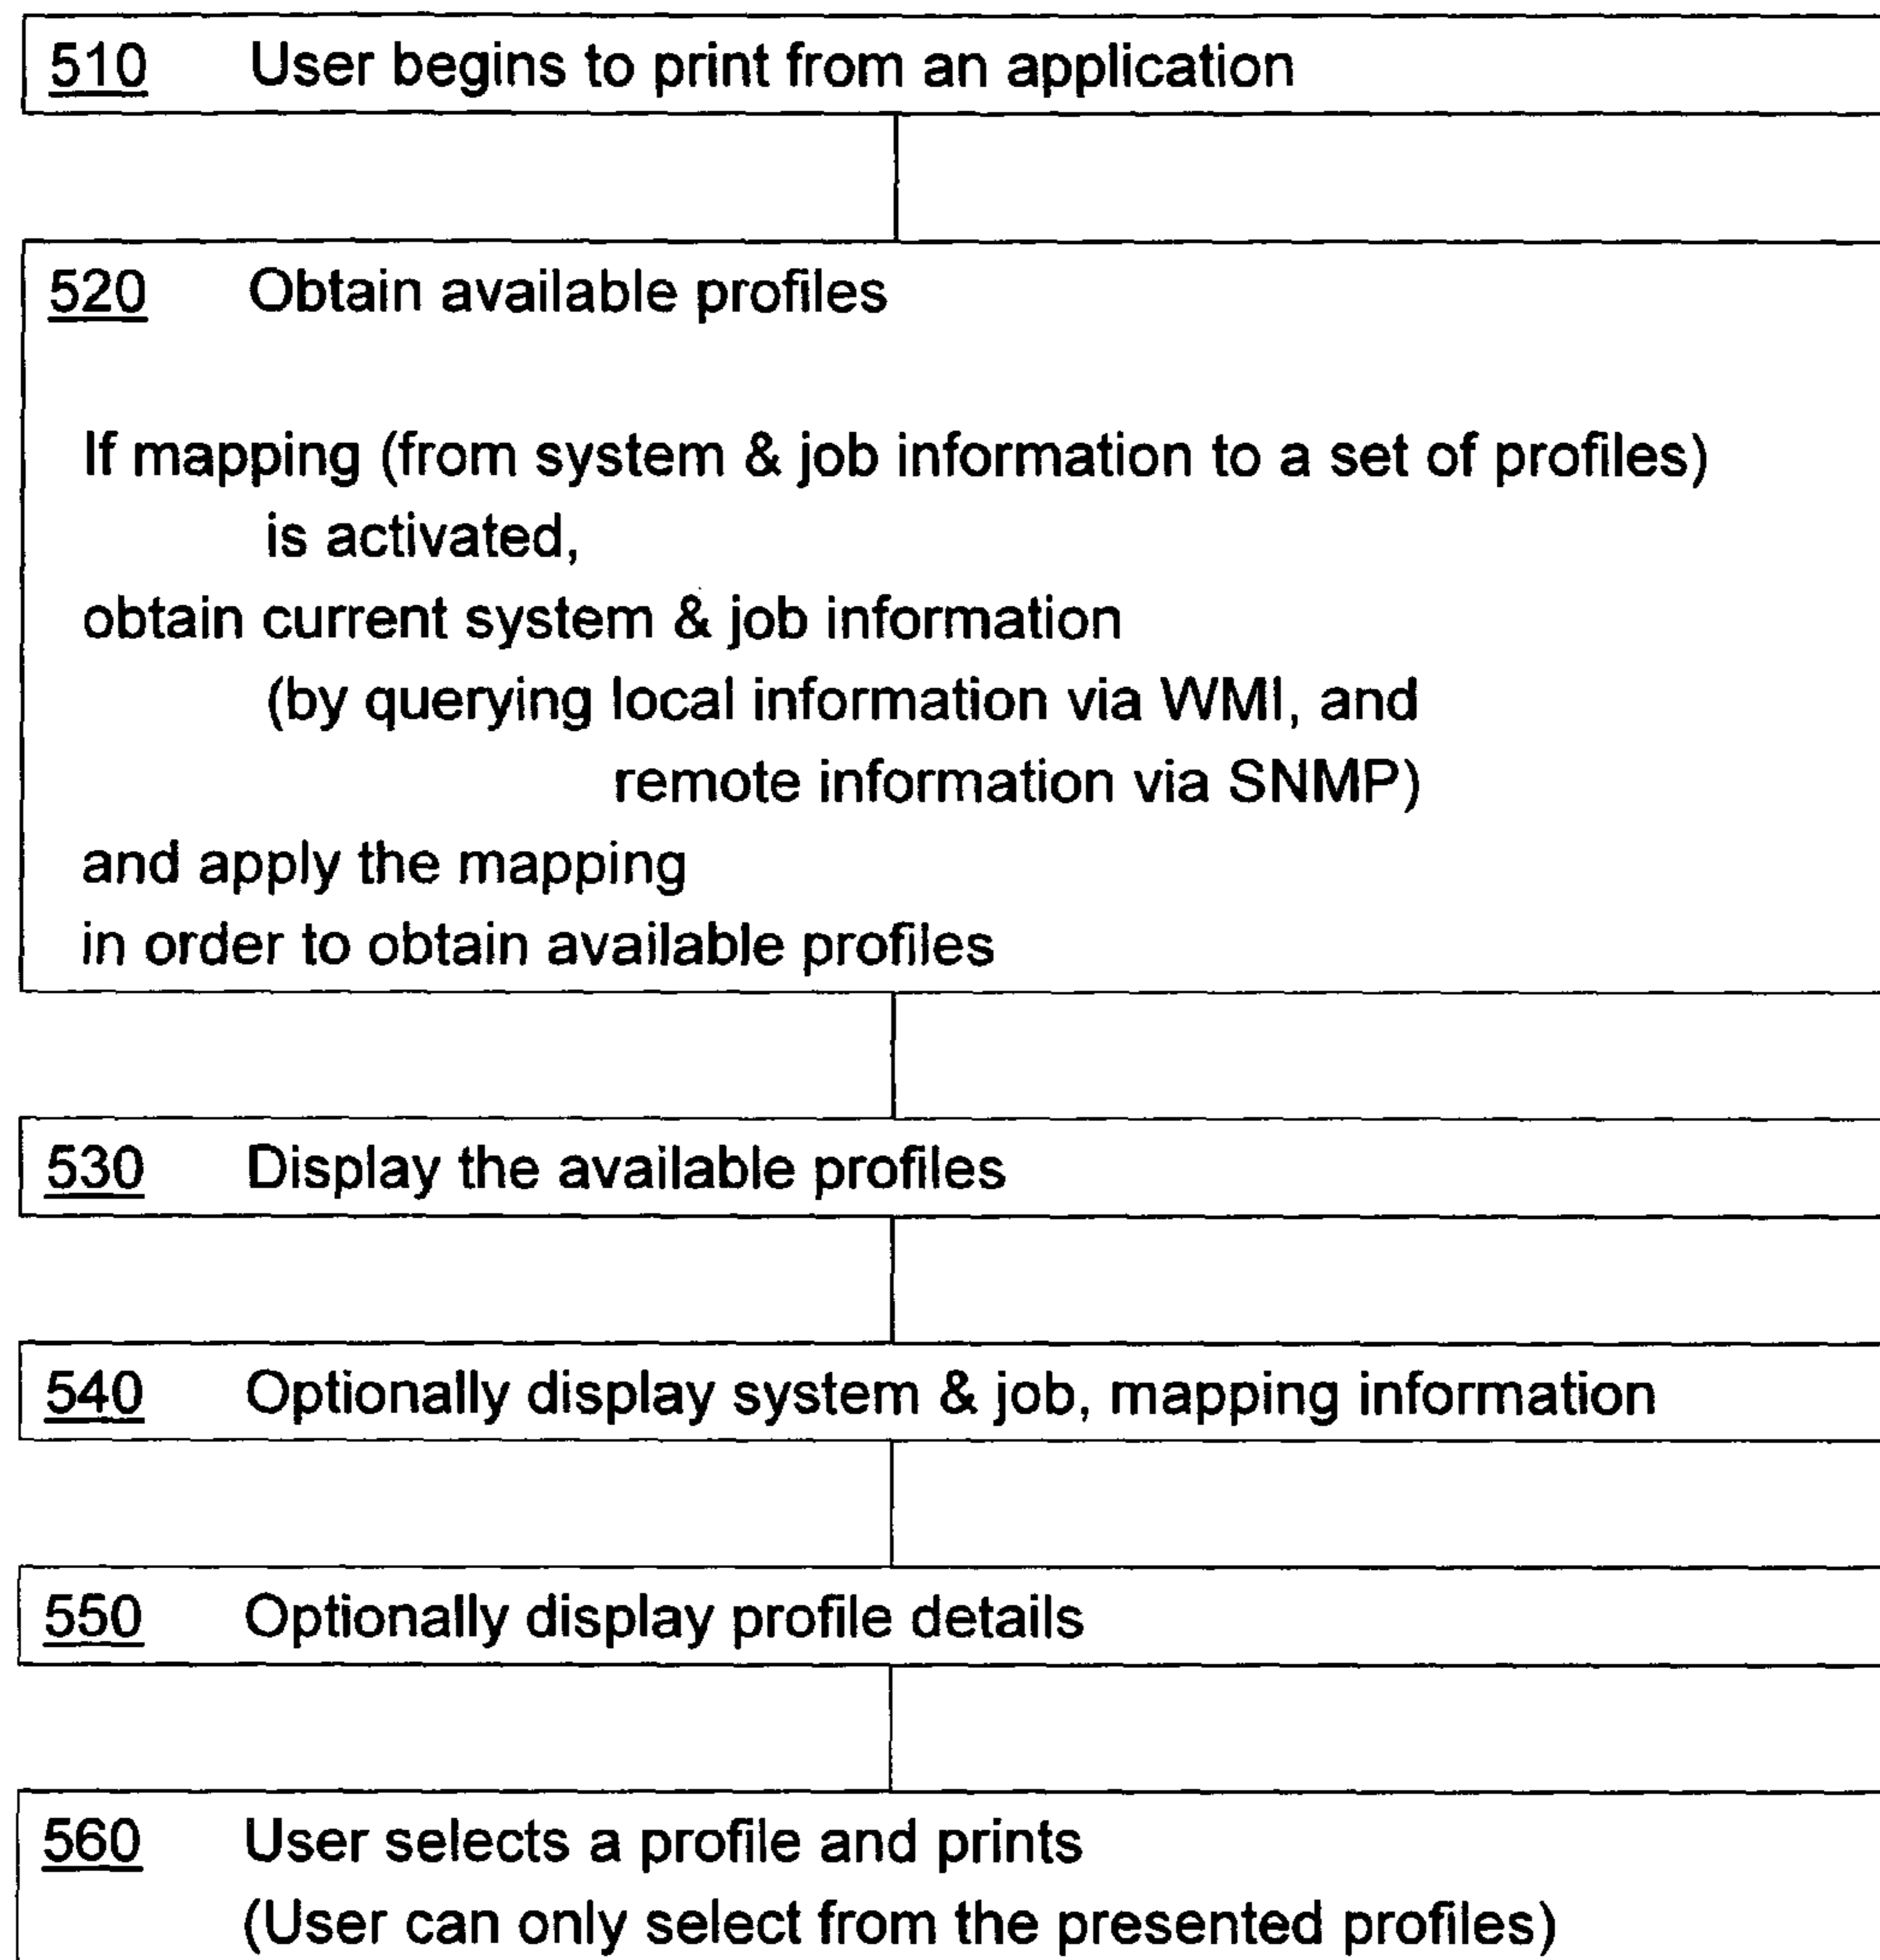 510 User begins to print from an application
520 Obtain available profiles
If mapping (from system & job information to a set of profiles)
is activated,
obtain current system & job information
(by querying local information via WMI, and
remote information via SNMP)
and apply the mapping
in order to obtain available profiles
530 Display the available profiles
540 Optionally display system & job, mapping information
550 Optionally display profile details
560 User selects a profile and prints
(User can only select from the presented profiles)